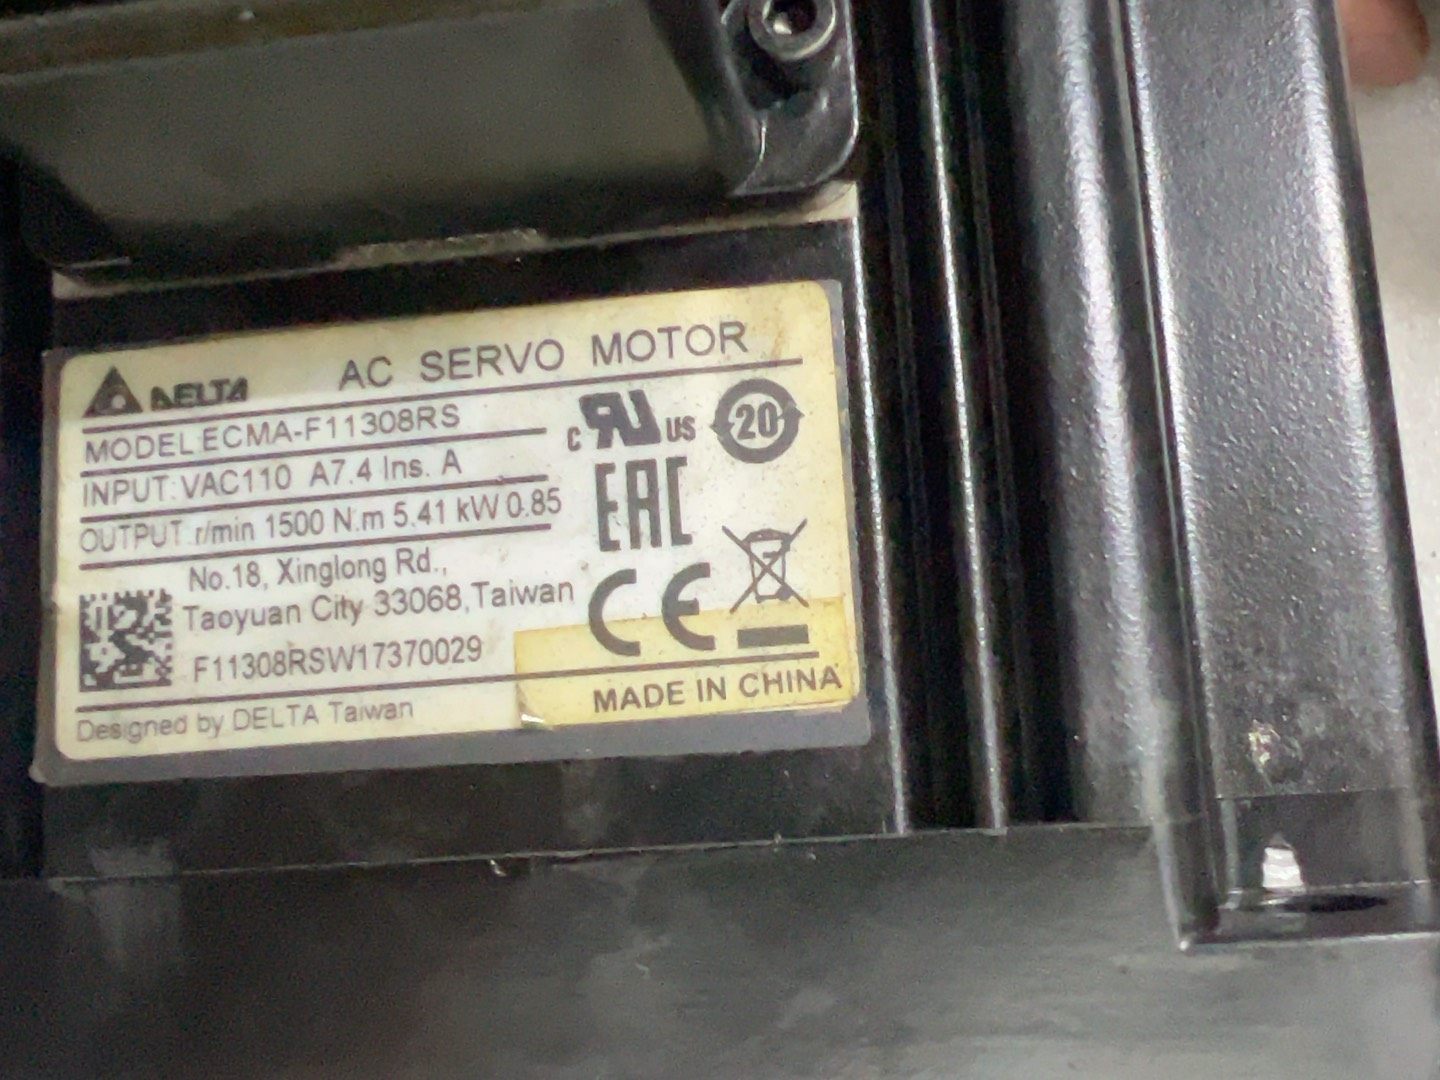 DELTA AC SERVO MOTOR
MODEL ECMA-F11308RS
INPUT: VAC110 A7.4 Ins. A
OUTPUT r/min 1500 N.m 5.41 kW 0.85
c RU US
20
EAC
CE
No.18, Xinglong Rd.,
Taoyuan City 33068, Taiwan
F11308RSW17370029
MADE IN CHINA
Designed by DELTA Taiwan